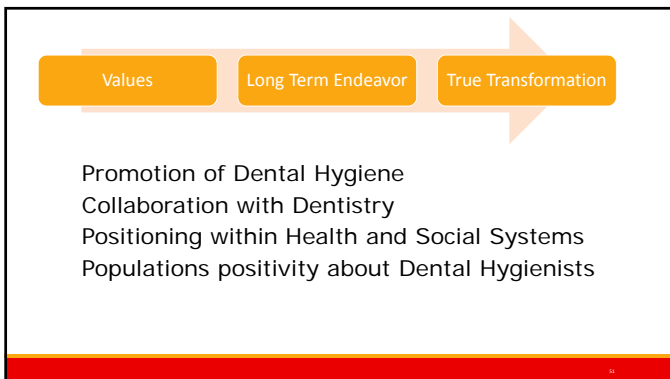 Values Long Term Endeavor True Transformation
Promotion of Dental Hygiene
Collaboration with Dentistry
Positioning within Health and Social Systems
Populations positivity about Dental Hygienists